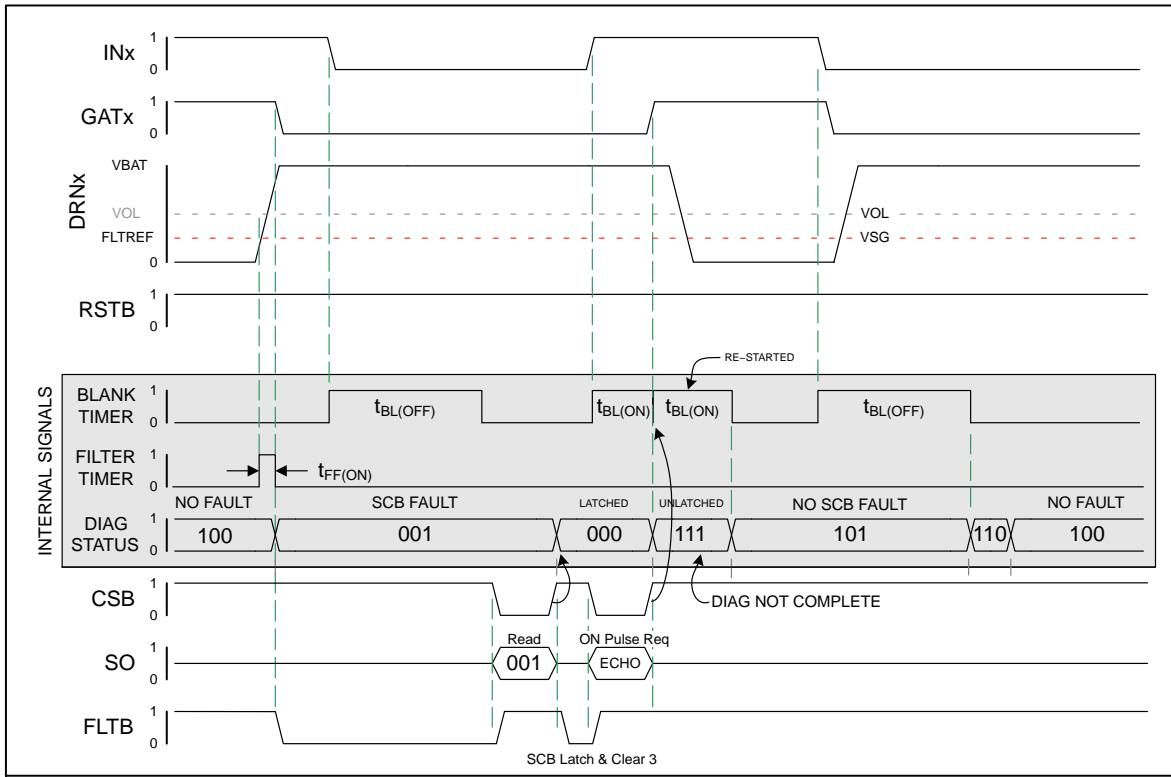 INx
1
0
GATx
1
0
DRNx
VBAT
VOL
VOL
FLTREF
VSG
RSTB
1
0
RE-STARTED
INTERNAL SIGNALS
BLANK TIMER
1
0
tBL(OFF)
tBL(ON)
tBL(ON)
tBL(OFF)
FILTER TIMER
1
0
tFF(ON)
NO FAULT
SCB FAULT
LATCHED
UNLATCHED
NO SCB FAULT
NO FAULT
DIAG STATUS
1
0
100
001
000
111
101
110
100
CSB
1
0
DIAG NOT COMPLETE
Read
ON Pulse Req
SO
1
0
001
ECHO
FLTB
1
0
SCB Latch & Clear 3